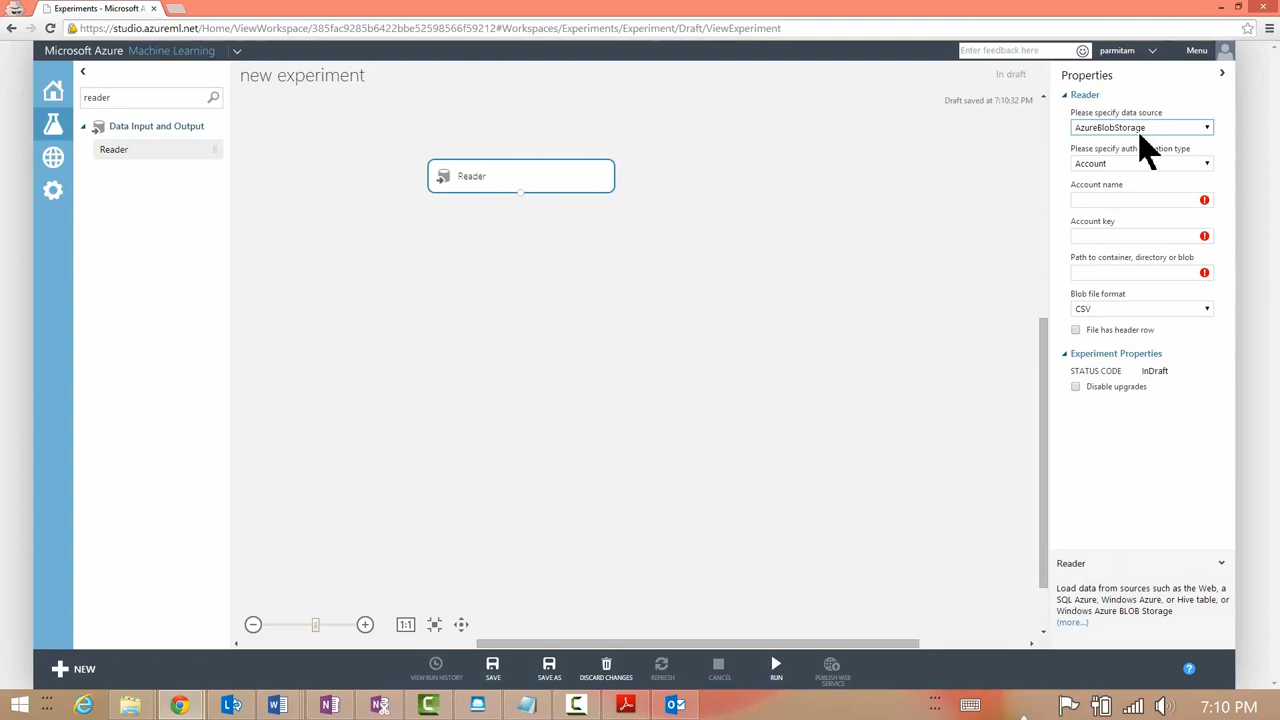 Experiments - Microsoft A
https://studio.azureml.net/Home/ViewWorkspace/385fac9285b6422bbe52598566f59212#Workspaces/Experiments/Experiment/Draft/ViewExperiment
Microsoft Azure Machine Learning
Enter feedback here
parmitam
Menu
reader
Data Input and Output
Reader
new experiment
In draft
Draft saved at 7:10:32 PM
Reader
Properties
Reader
Please specify data source
AzureBlobStorage
Please specify auth tion type
Account
Account name
Account key
Path to container, directory or blob
Blob file format
CSV
File has header row
Experiment Properties
STATUS CODE InDraft
Disable upgrades
Reader
Load data from sources such as the Web, a
SQL Azure, Windows Azure, or Hive table, or
Windows Azure BLOB Storage
(more...)
1:1
NEW
VIEW RUN HISTORY
SAVE
SAVE AS
DISCARD CHANGES
REFRESH
CANCEL
RUN
PUBLISH WEB
SERVICE
7:10 PM